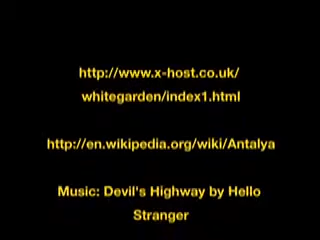 http://www.x-host.co.uk/
whitegarden/index1.html
http://en.wikipedia.org/wiki/Antalya
Music: Devil's Highway by Hello
Stranger